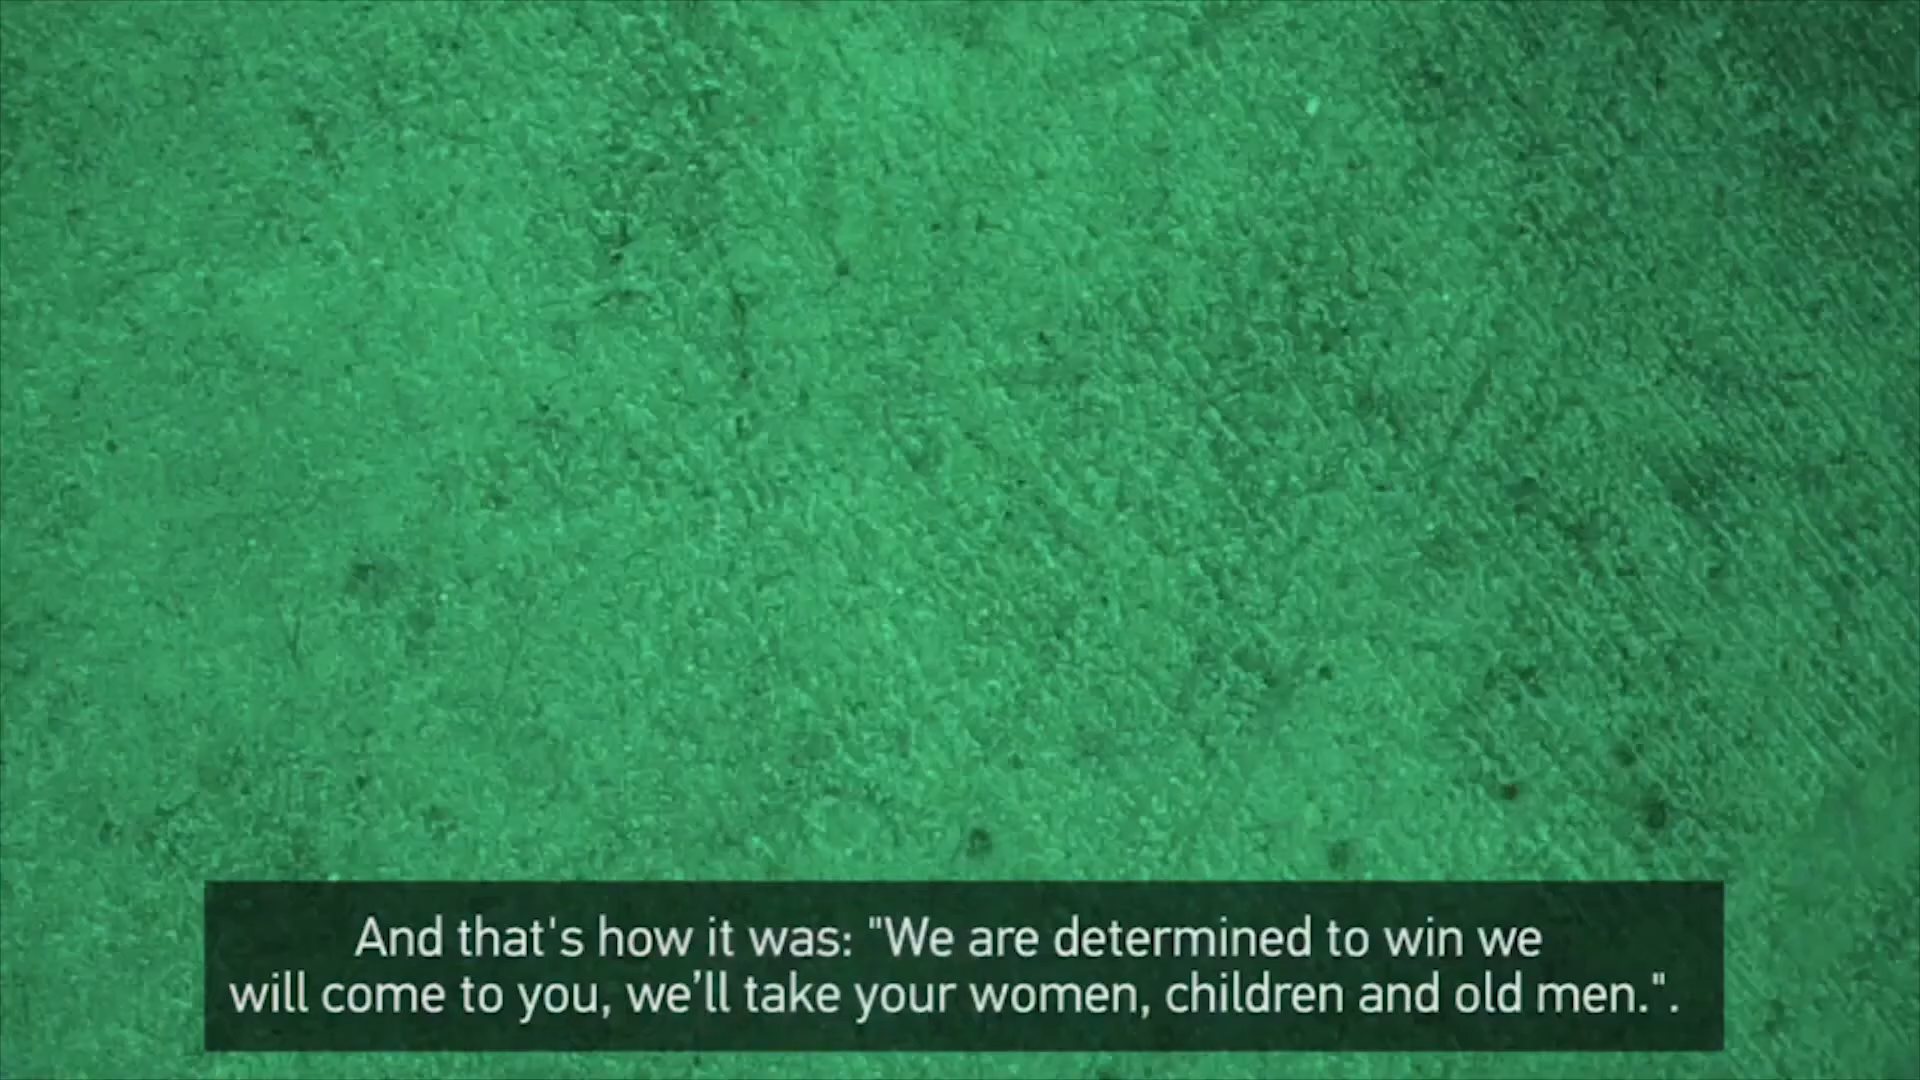 And that's how it was: "We are determined to win we
will come to you, we’ll take your women, children and old men.".